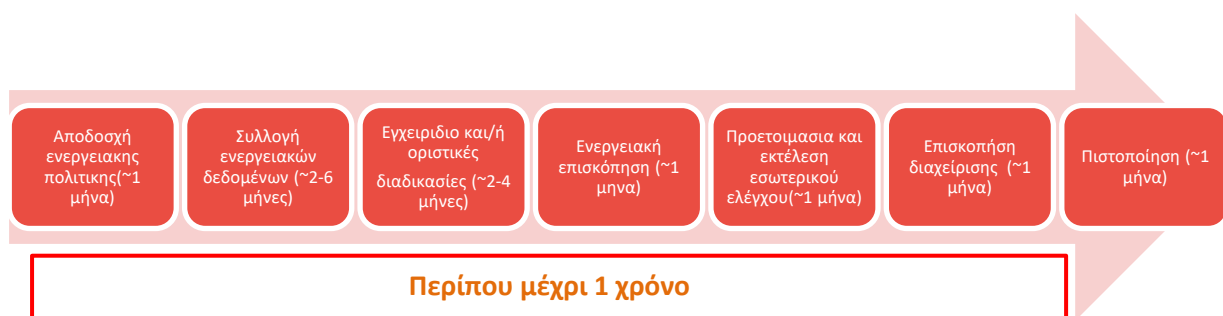 Αποδοσχή
ενεργειακης
πολιτικης(~1
μήνα)
Συλλογή
ενεργειακών
δεδομένων (~2-6
μήνες)
Εγχειριδιο και/ή
οριστικές
διαδικασίες (~2-4
μήνες)
Ενεργειακή
επισκόπηση (~1
μηνα)
Προετοιμασια και
εκτέλεση
εσωτερικού
ελέγχου(~1 μήνα)
Επισκοπήση
διαχείρισης (~1
μήνα)
Πιστοποίηση (~1
μήνα)
Περίπου μέχρι 1 χρόνο